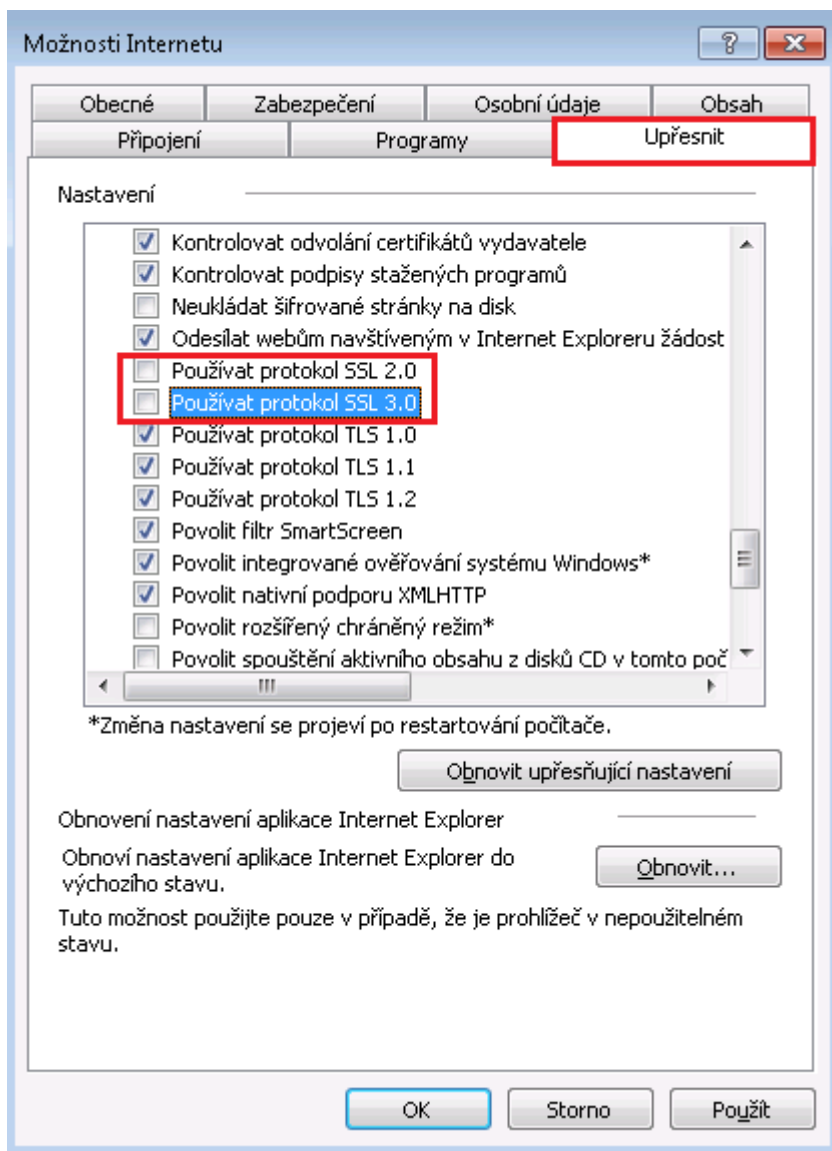 Možnosti Internetu
Obecné Zabezpečení Osobní údaje Obsah
Připojení Programy Upřesnit
Nastavení
Kontrolovat odvolání certifikátů vydavatele
Kontrolovat podpisy stažených programů
Neukládat šifrované stránky na disk
Odesílat webům navštíveným v Internet Exploreru žádost
Používat protokol SSL 2.0
Používat protokol SSL 3.0
Používat protokol TLS 1.0
Používat protokol TLS 1.1
Používat protokol TLS 1.2
Povolit filtr SmartScreen
Povolit integrované ověřování systému Windows*
Povolit nativní podporu XMLHTTP
Povolit rozšířený chráněný režim*
Povolit spouštění aktivního obsahu z disků CD v tomto poč
*Změna nastavení se projeví po restartování počítače.
Obnovit upřesňující nastavení
Obnovení nastavení aplikace Internet Explorer
Obnoví nastavení aplikace Internet Explorer do
výchozího stavu.
Obnovit...
Tuto možnost použijte pouze v případě, že je prohlížeč v nepoužitelném
stavu.
OK Storno Použít